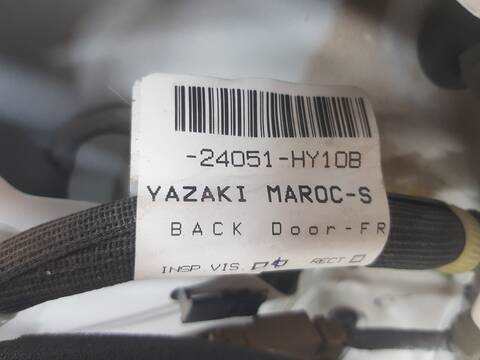 -24051-HY10B
YAZAKI MAROC-S
BACK Door-FR
INSP.VIS. RECT